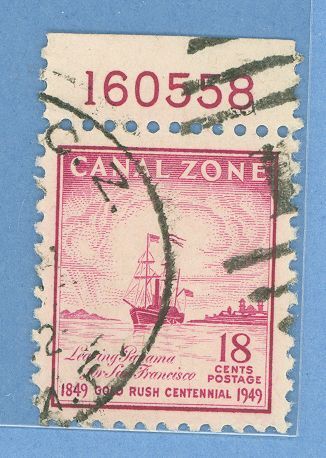 160558
C.Z.
CANAL ZONE
Leaving Panama
for San Francisco
18
CENTS
POSTAGE
1849 GOLD RUSH CENTENNIAL 1949